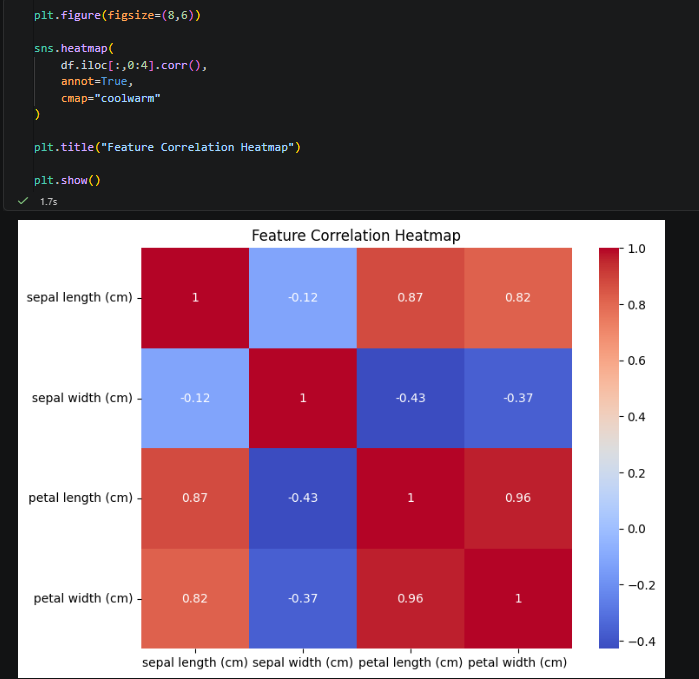 plt.figure(figsize=(8,6))
sns.heatmap(
df.iloc[:,0:4].corr(),
annot=True,
cmap="coolwarm"
)
plt.title("Feature Correlation Heatmap")
plt.show()
1.7s
Feature Correlation Heatmap
sepal length (cm) 1 -0.12 0.87 0.82
sepal width (cm) -0.12 1 -0.43 -0.37
petal length (cm) 0.87 -0.43 1 0.96
petal width (cm) 0.82 -0.37 0.96 1
sepal length (cm) sepal width (cm) petal length (cm) petal width (cm)
1.0
0.8
0.6
0.4
0.2
0.0
−0.2
−0.4